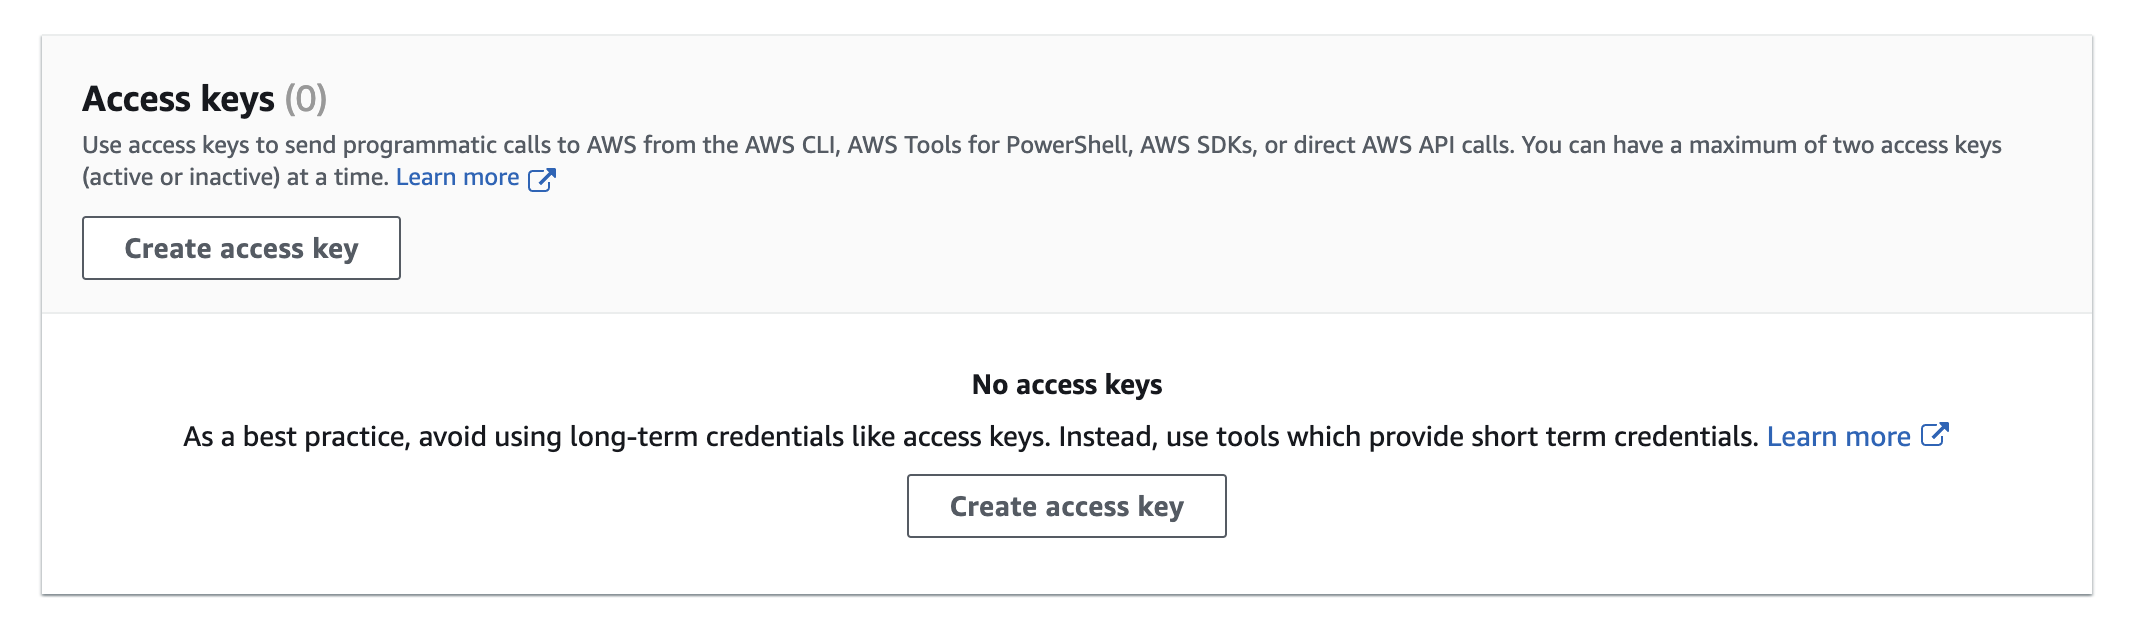 Access keys (0)
Use access keys to send programmatic calls to AWS from the AWS CLI, AWS Tools for PowerShell, AWS SDKs, or direct AWS API calls. You can have a maximum of two access keys
(active or inactive) at a time. Learn more
Create access key
No access keys
As a best practice, avoid using long-term credentials like access keys. Instead, use tools which provide short term credentials. Learn more
Create access key